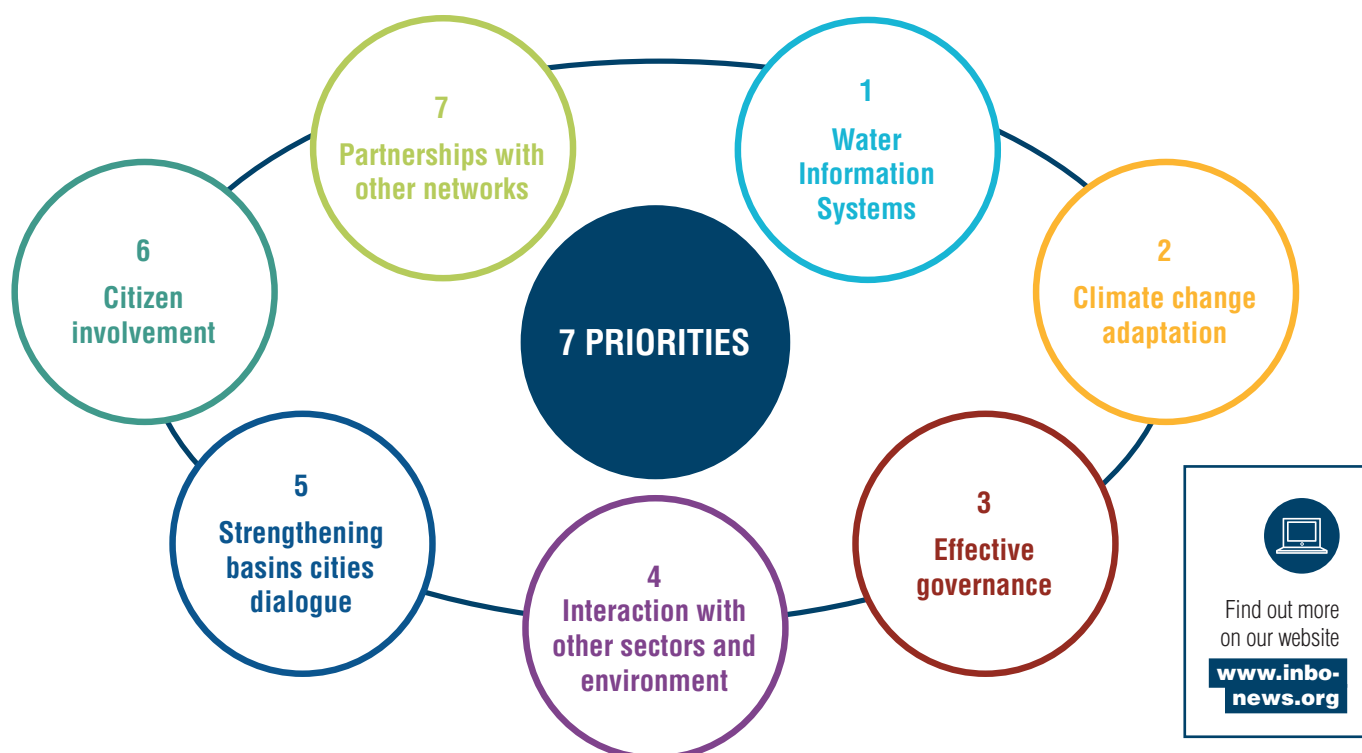 7 PRIORITIES
1
Water
Information
Systems
2
Climate change
adaptation
3
Effective
governance
4
Interaction with
other sectors and
environment
5
Strengthening
basins cities
dialogue
6
Citizen
involvement
7
Partnerships with
other networks
Find out more
on our website
www.inbo-
news.org